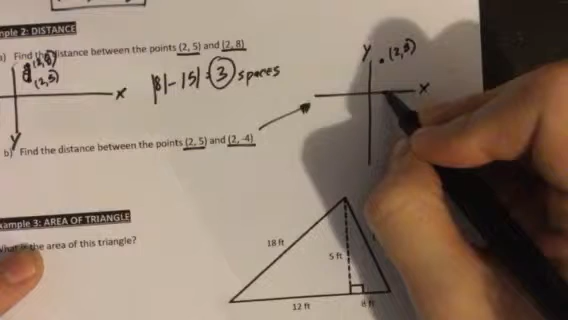 mple 2: DISTANCE
) Find the distance between the points (2, 5) and (2, 8)
(2,8)
(2,5)
x
y
|8| - |5| = 3 spaces
y
(2,5)
x
b) Find the distance between the points (2, 5) and (2, -4)
ample 3: AREA OF TRIANGLE
What is the area of this triangle?
18 ft
5 ft
12 ft
8 ft